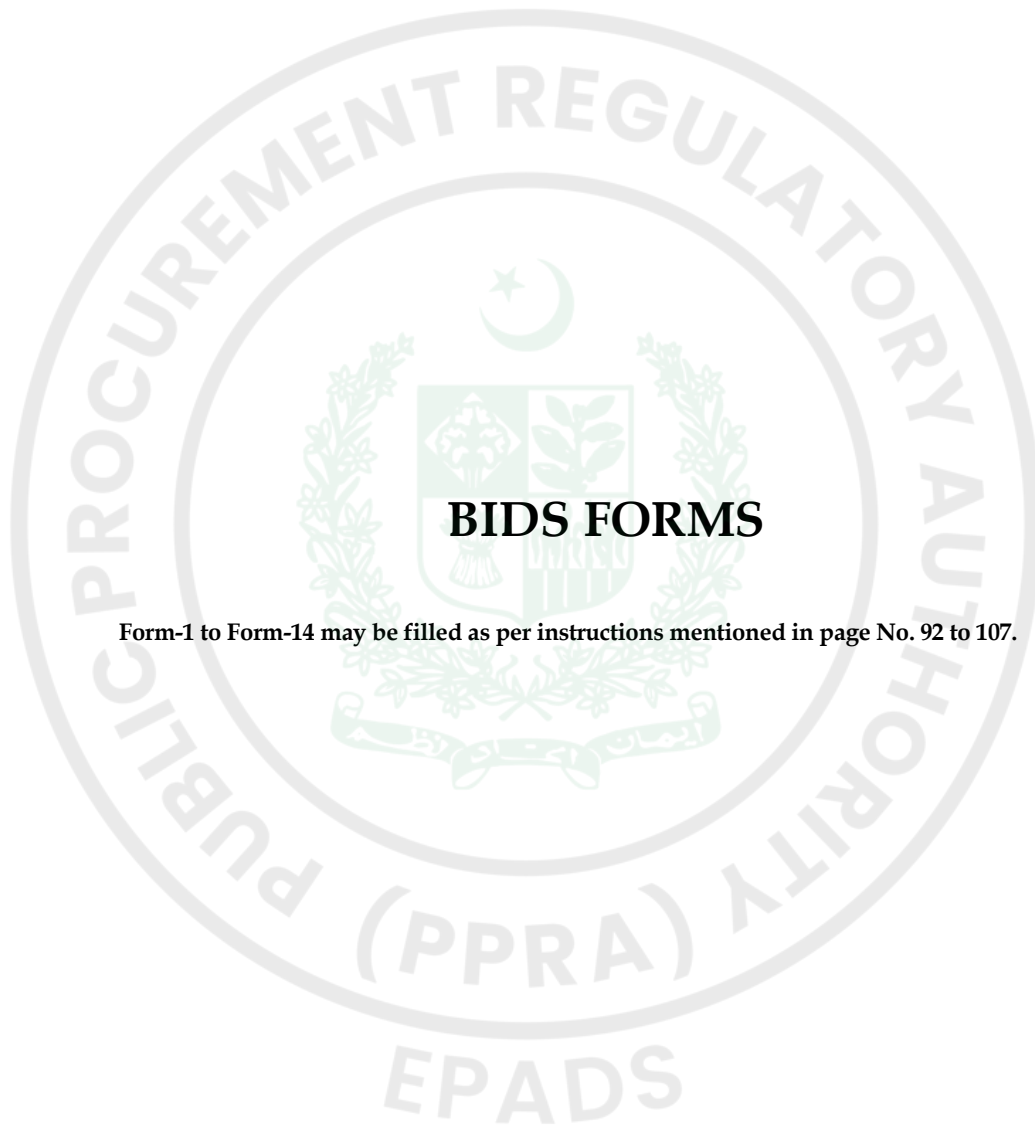 PUBLIC PROCUREMENT REGULATORY AUTHORITY
(PPRA)
BIDS FORMS
Form-1 to Form-14 may be filled as per instructions mentioned in page No. 92 to 107.
EPADS